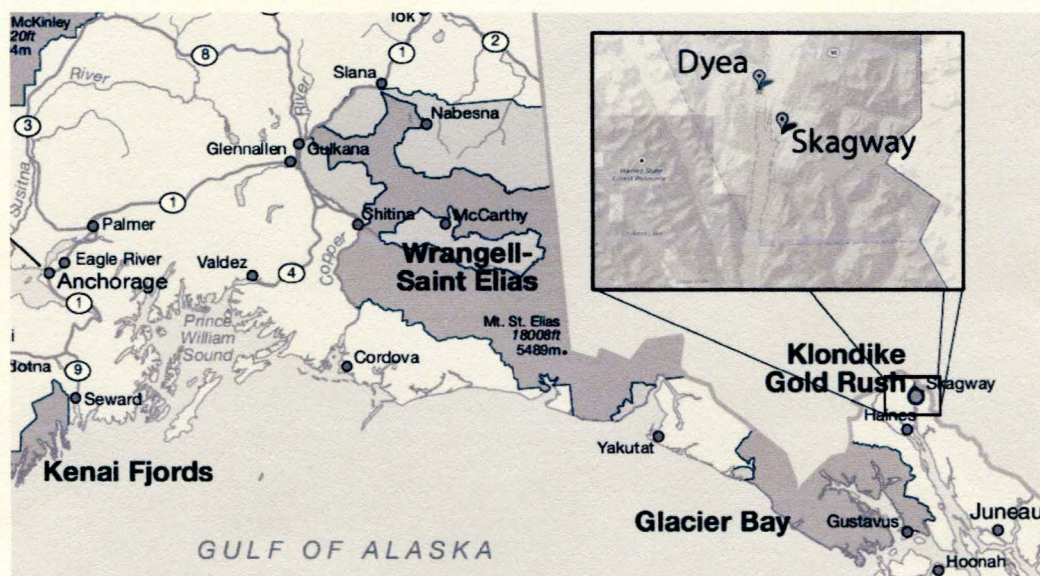 McKinley
20ft
4m
Tok
8
1
2
River
Slana
River
Dyea
Skagway
3
Nabesna
Glennallen
Gulkana
Susitna
1
Chitina
McCarthy
Palmer
Copper
Wrangell-
Saint Elias
Eagle River
Anchorage
Valdez
4
1
Prince
William
Sound
Mt. St. Elias
18008ft
5489m
Cordova
dotna
9
Seward
Klondike
Gold Rush
Skagway
Haines
Yakutat
Kenai Fjords
Glacier Bay
Gustavus
Juneau
GULF OF ALASKA
Hoonah